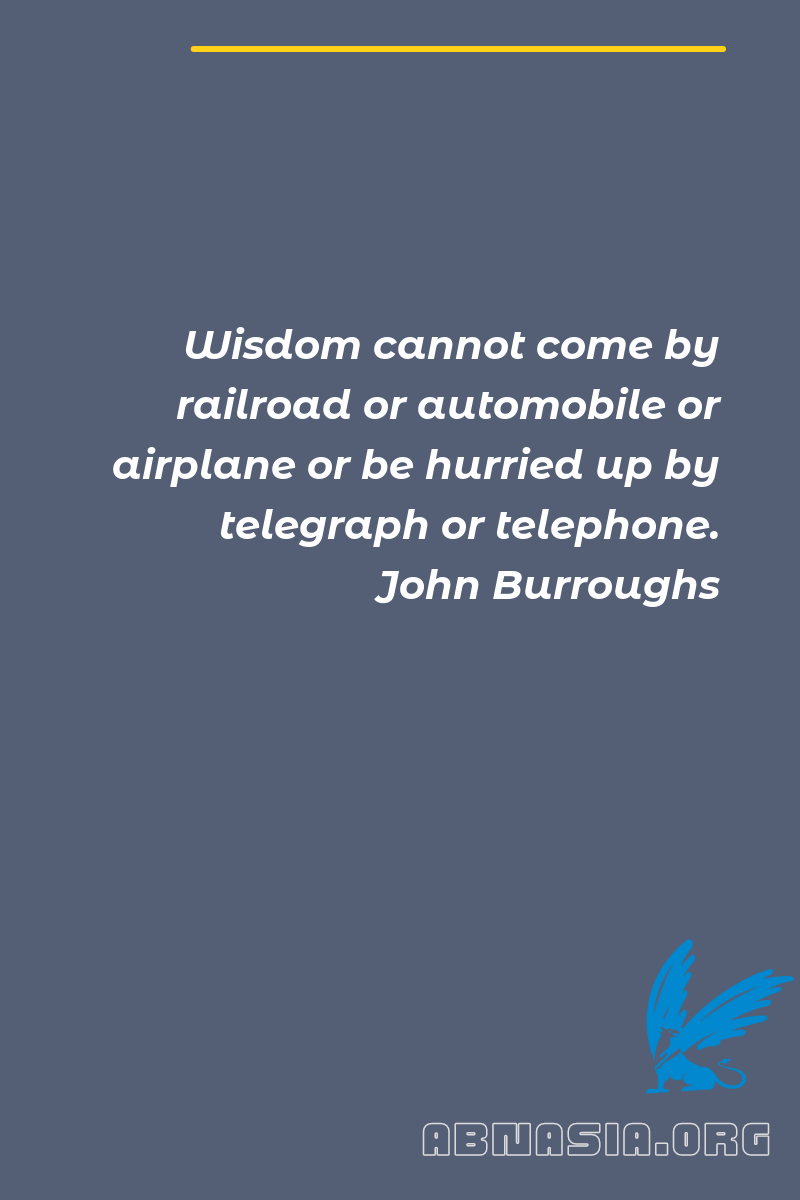 Wisdom cannot come by
railroad or automobile or
airplane or be hurried up by
telegraph or telephone.
John Burroughs
ABNASIA.ORG